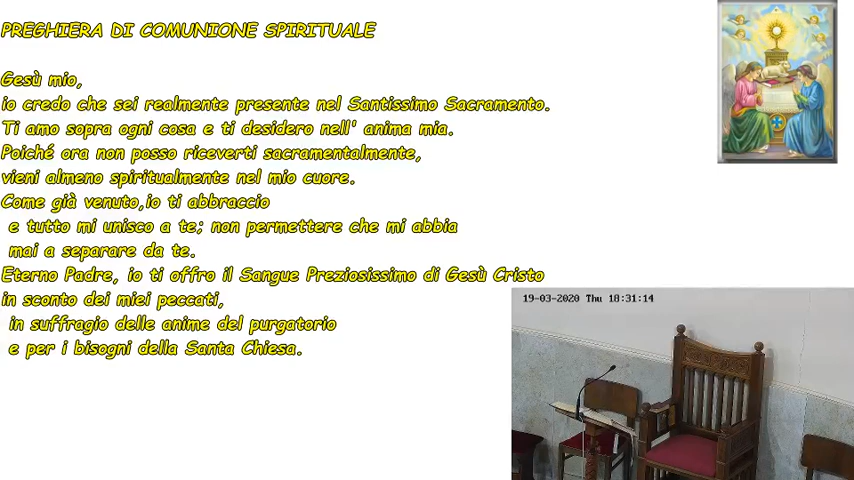 PREGHIERA DI COMUNIONE SPIRITUALE
Gesù mio,
io credo che sei realmente presente nel Santissimo Sacramento.
Ti amo sopra ogni cosa e ti desidero nell' anima mia.
Poiché ora non posso riceverti sacramentalmente,
vieni almeno spiritualmente nel mio cuore.
Come già venuto,io ti abbraccio
e tutto mi unisco a te; non permettere che mi abbia
mai a separare da te.
Eterno Padre, io ti offro il Sangue Preziosissimo di Gesù Cristo
in sconto dei miei peccati,
in suffragio delle anime del purgatorio
e per i bisogni della Santa Chiesa.
19-03-2020 Thu 18:31:14